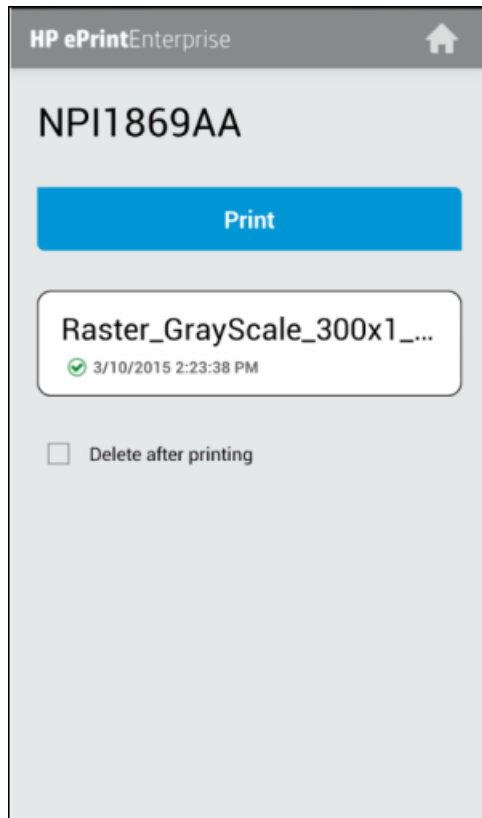 HP ePrintEnterprise
NPI1869AA
Print
Raster_GrayScale_300x1_...
3/10/2015 2:23:38 PM
Delete after printing